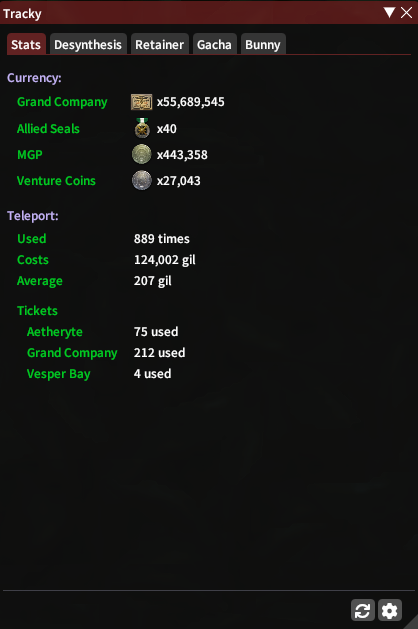 Tracky
Stats Desynthesis Retainer Gacha Bunny
Currency:
Grand Company x55,689,545
Allied Seals x40
MGP x443,358
Venture Coins x27,043
Teleport:
Used 889 times
Costs 124,002 gil
Average 207 gil
Tickets
Aetheryte 75 used
Grand Company 212 used
Vesper Bay 4 used